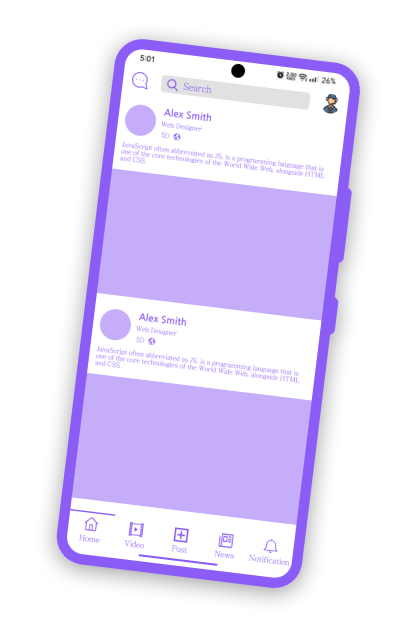 5:01
26%
Search
Alex Smith
Web Designer
5D
JavaScript often abbreviated as JS, is a programming language that is
one of the core technologies of the World Wide Web, alongside HTML
and CSS.
Alex Smith
Web Designer
5D
JavaScript often abbreviated as JS, is a programming language that is
one of the core technologies of the World Wide Web, alongside HTML
and CSS.
Home
Video
Post
News
Notification